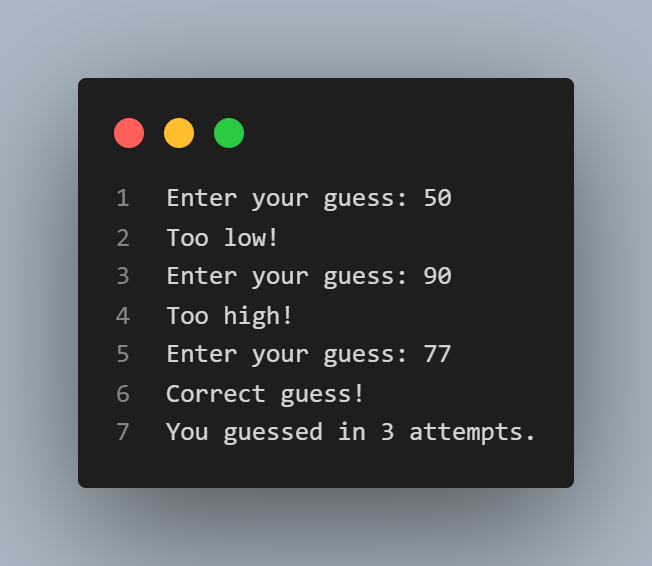 1 Enter your guess: 50
2 Too low!
3 Enter your guess: 90
4 Too high!
5 Enter your guess: 77
6 Correct guess!
7 You guessed in 3 attempts.